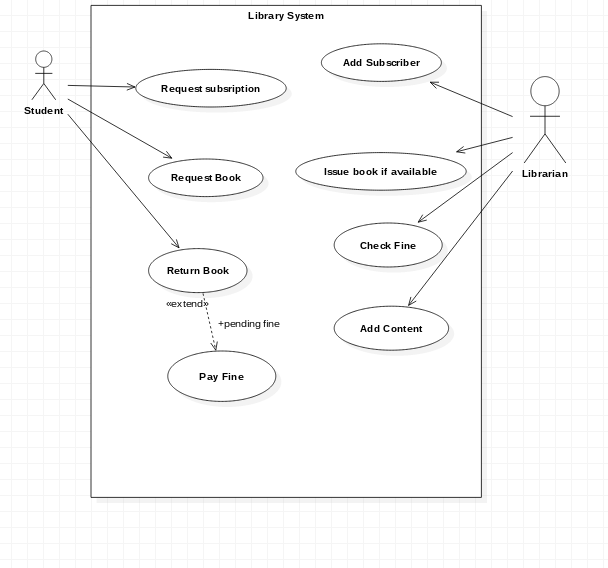 Library System
Add Subscriber
Request subsription
Student
Librarian
Issue book if available
Request Book
Check Fine
Return Book
«extend»
+pending fine
Add Content
Pay Fine